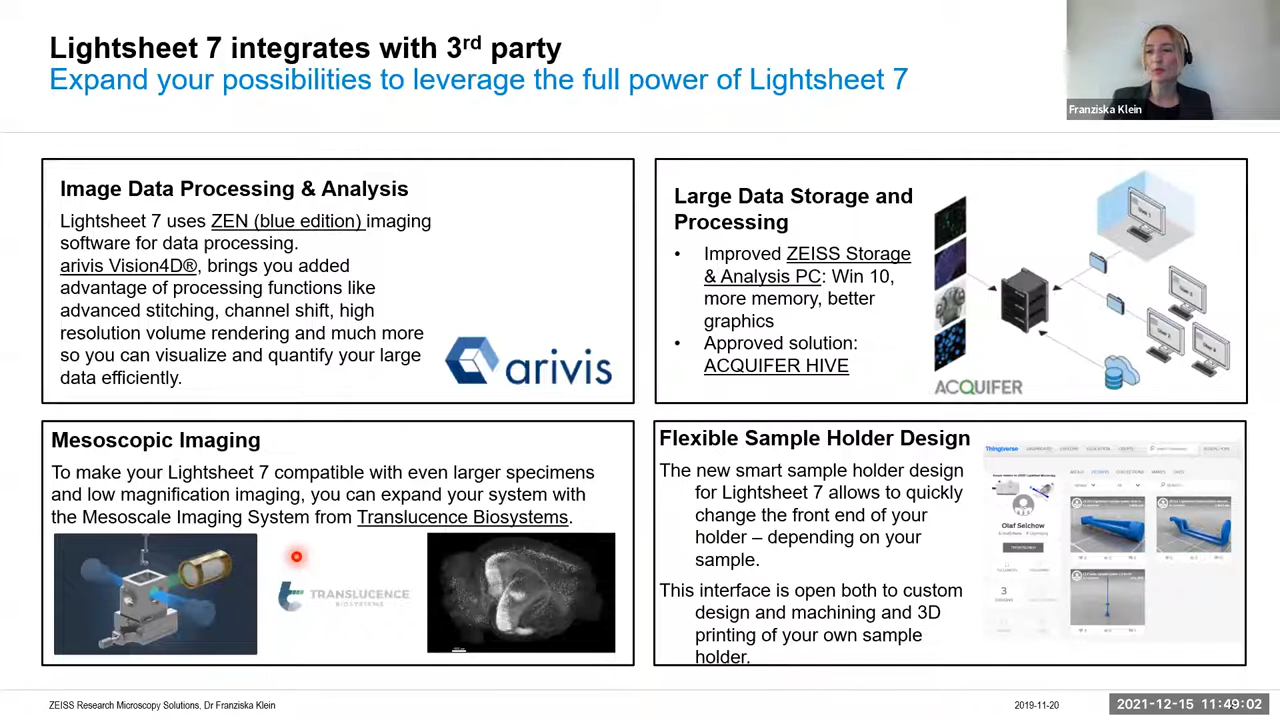 Lightsheet 7 integrates with 3rd party
Expand your possibilities to leverage the full power of Lightsheet 7
Franziska Klein
Image Data Processing & Analysis
Lightsheet 7 uses ZEN (blue edition) imaging
software for data processing.
arivis Vision4D®, brings you added
advantage of processing functions like
advanced stitching, channel shift, high
resolution volume rendering and much more
so you can visualize and quantify your large
data efficiently.
arivis
Large Data Storage and
Processing
• Improved ZEISS Storage
& Analysis PC: Win 10,
more memory, better
graphics
• Approved solution:
ACQUIFER HIVE
ACQUIFER
Mesoscopic Imaging
To make your Lightsheet 7 compatible with even larger specimens
and low magnification imaging, you can expand your system with
the Mesoscale Imaging System from Translucence Biosystems.
TRANSLUCENCE
BIOSYSTEMS
Flexible Sample Holder Design
The new smart sample holder design
for Lightsheet 7 allows to quickly
change the front end of your
holder – depending on your
sample.
This interface is open both to custom
design and machining and 3D
printing of your own sample
holder.
Thingiverse
Olaf Selchow
3
ZEISS Research Microscopy Solutions, Dr Franziska Klein
2019-11-20
2021-12-15 11:49:02